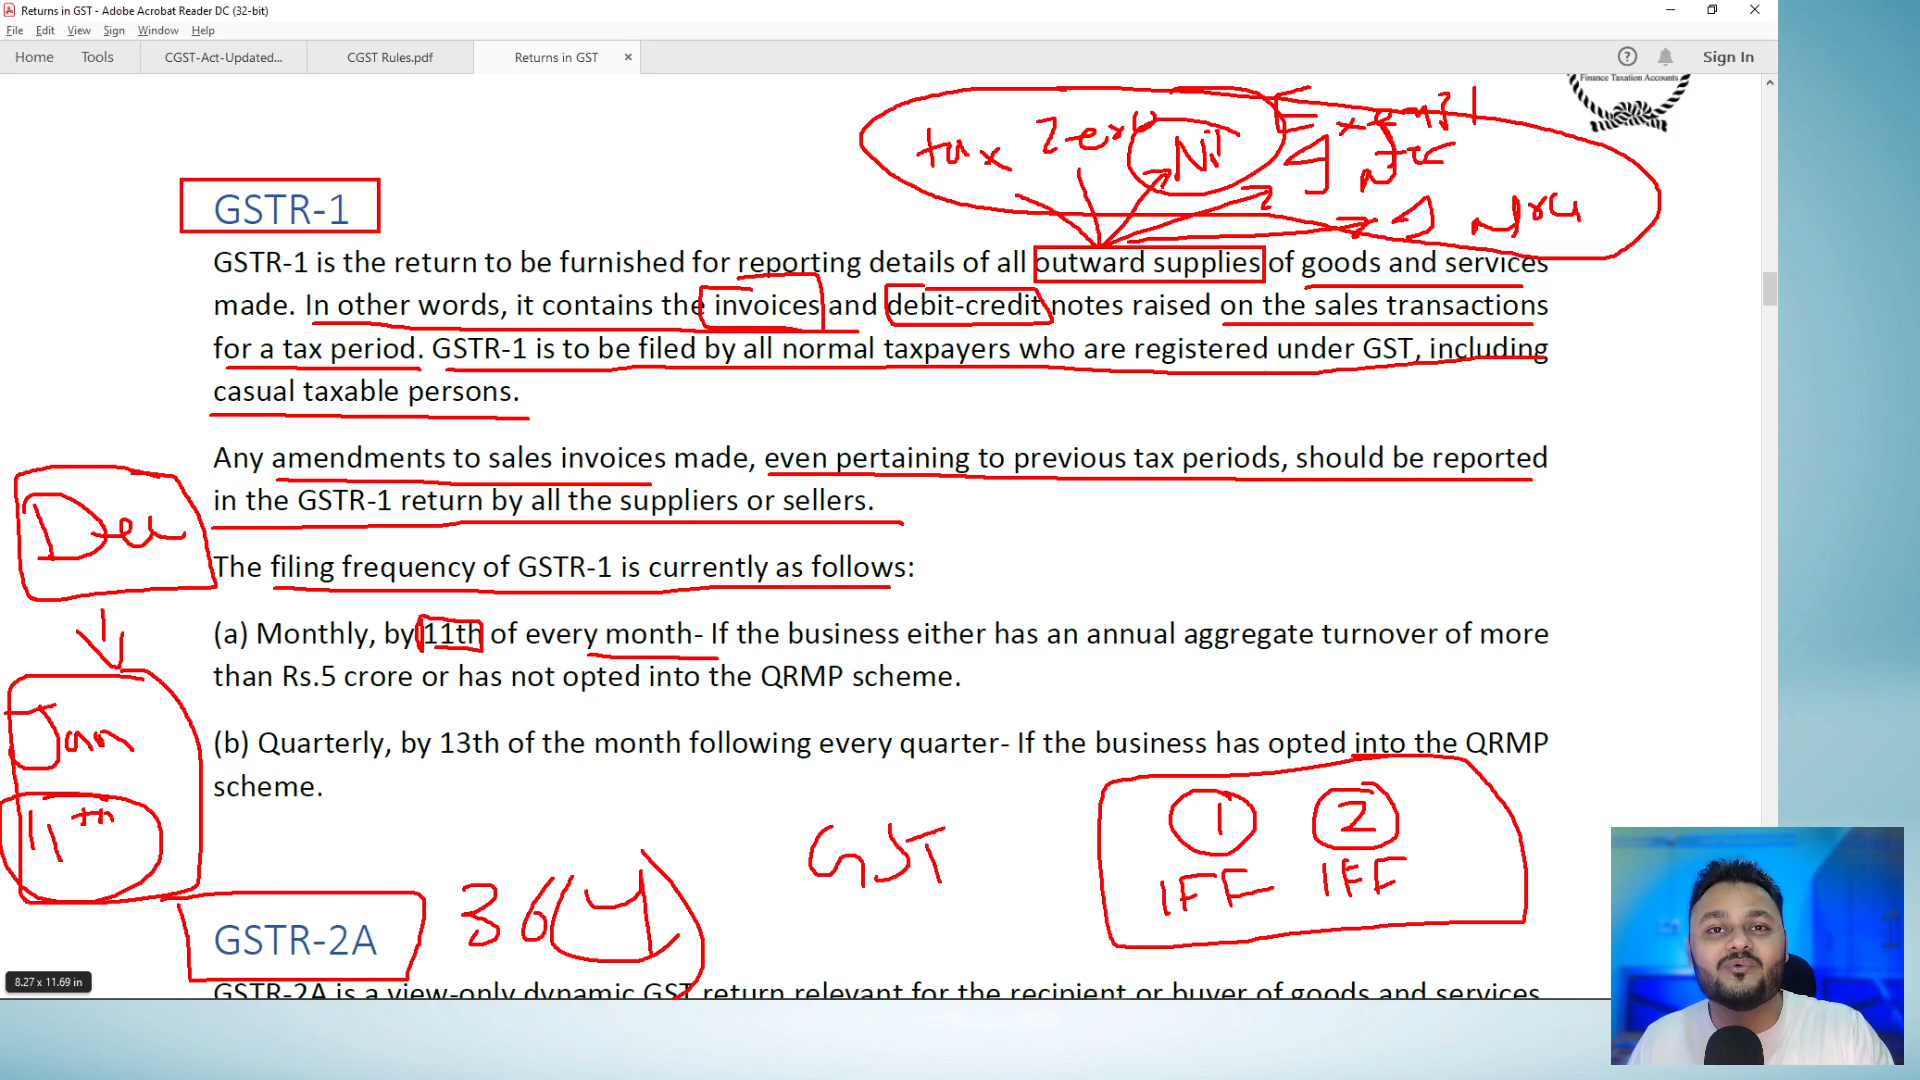 Returns in GST - Adobe Acrobat Reader DC (32-bit)
File Edit View Sign Window Help
Home Tools CGST-Act-Updated... CGST Rules.pdf Returns in GST × Sign In
Finance Taxation Accounts
tax Zero Nil Exempt
GSTR-1
GSTR-1 is the return to be furnished for reporting details of all outward supplies of goods and services
made. In other words, it contains the invoices and debit-credit notes raised on the sales transactions
for a tax period. GSTR-1 is to be filed by all normal taxpayers who are registered under GST, including
casual taxable persons.
Any amendments to sales invoices made, even pertaining to previous tax periods, should be reported
in the GSTR-1 return by all the suppliers or sellers.
Dec
The filing frequency of GSTR-1 is currently as follows:
(a) Monthly, by 11th of every month- If the business either has an annual aggregate turnover of more
than Rs.5 crore or has not opted into the QRMP scheme.
Jan
(b) Quarterly, by 13th of the month following every quarter- If the business has opted into the QRMP
scheme.
11th
GST
1 2
IFF IFF
GSTR-2A
8.27 x 11.69 in
GSTR-2A is a view-only dynamic GST return relevant for the recipient or buyer of goods and services.